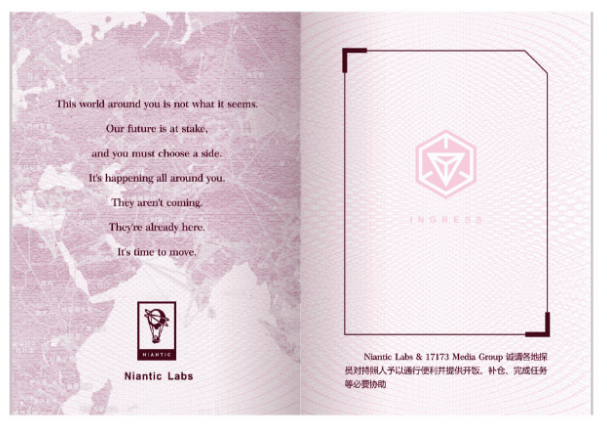 This world around you is not what it seems.
Our future is at stake,
and you must choose a side.
It's happening all around you.
They aren't coming.
They're already here.
It's time to move.
NIANTIC
Niantic Labs
INGRESS
Niantic Labs & 17173 Media Group 诚请各地探
员对持照人予以通行便利并提供开饭、补仓、完成任务
等必要协助